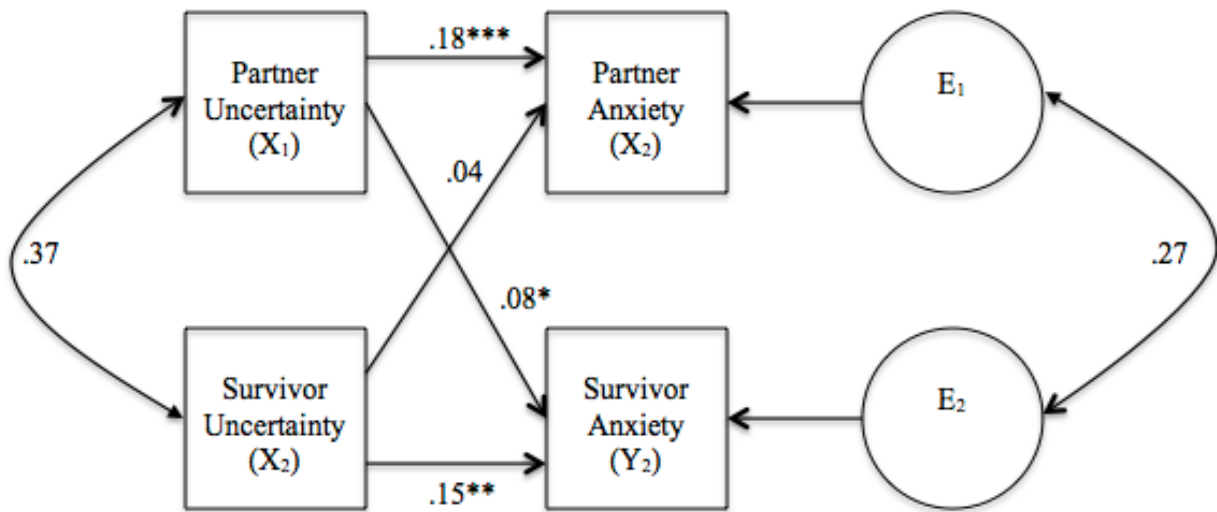 .18***
Partner
Uncertainty
(X₁)
Partner
Anxiety
(X₂)
E₁
.04
.37
.27
.08*
Survivor
Uncertainty
(X₂)
Survivor
Anxiety
(Y₂)
E₂
.15**